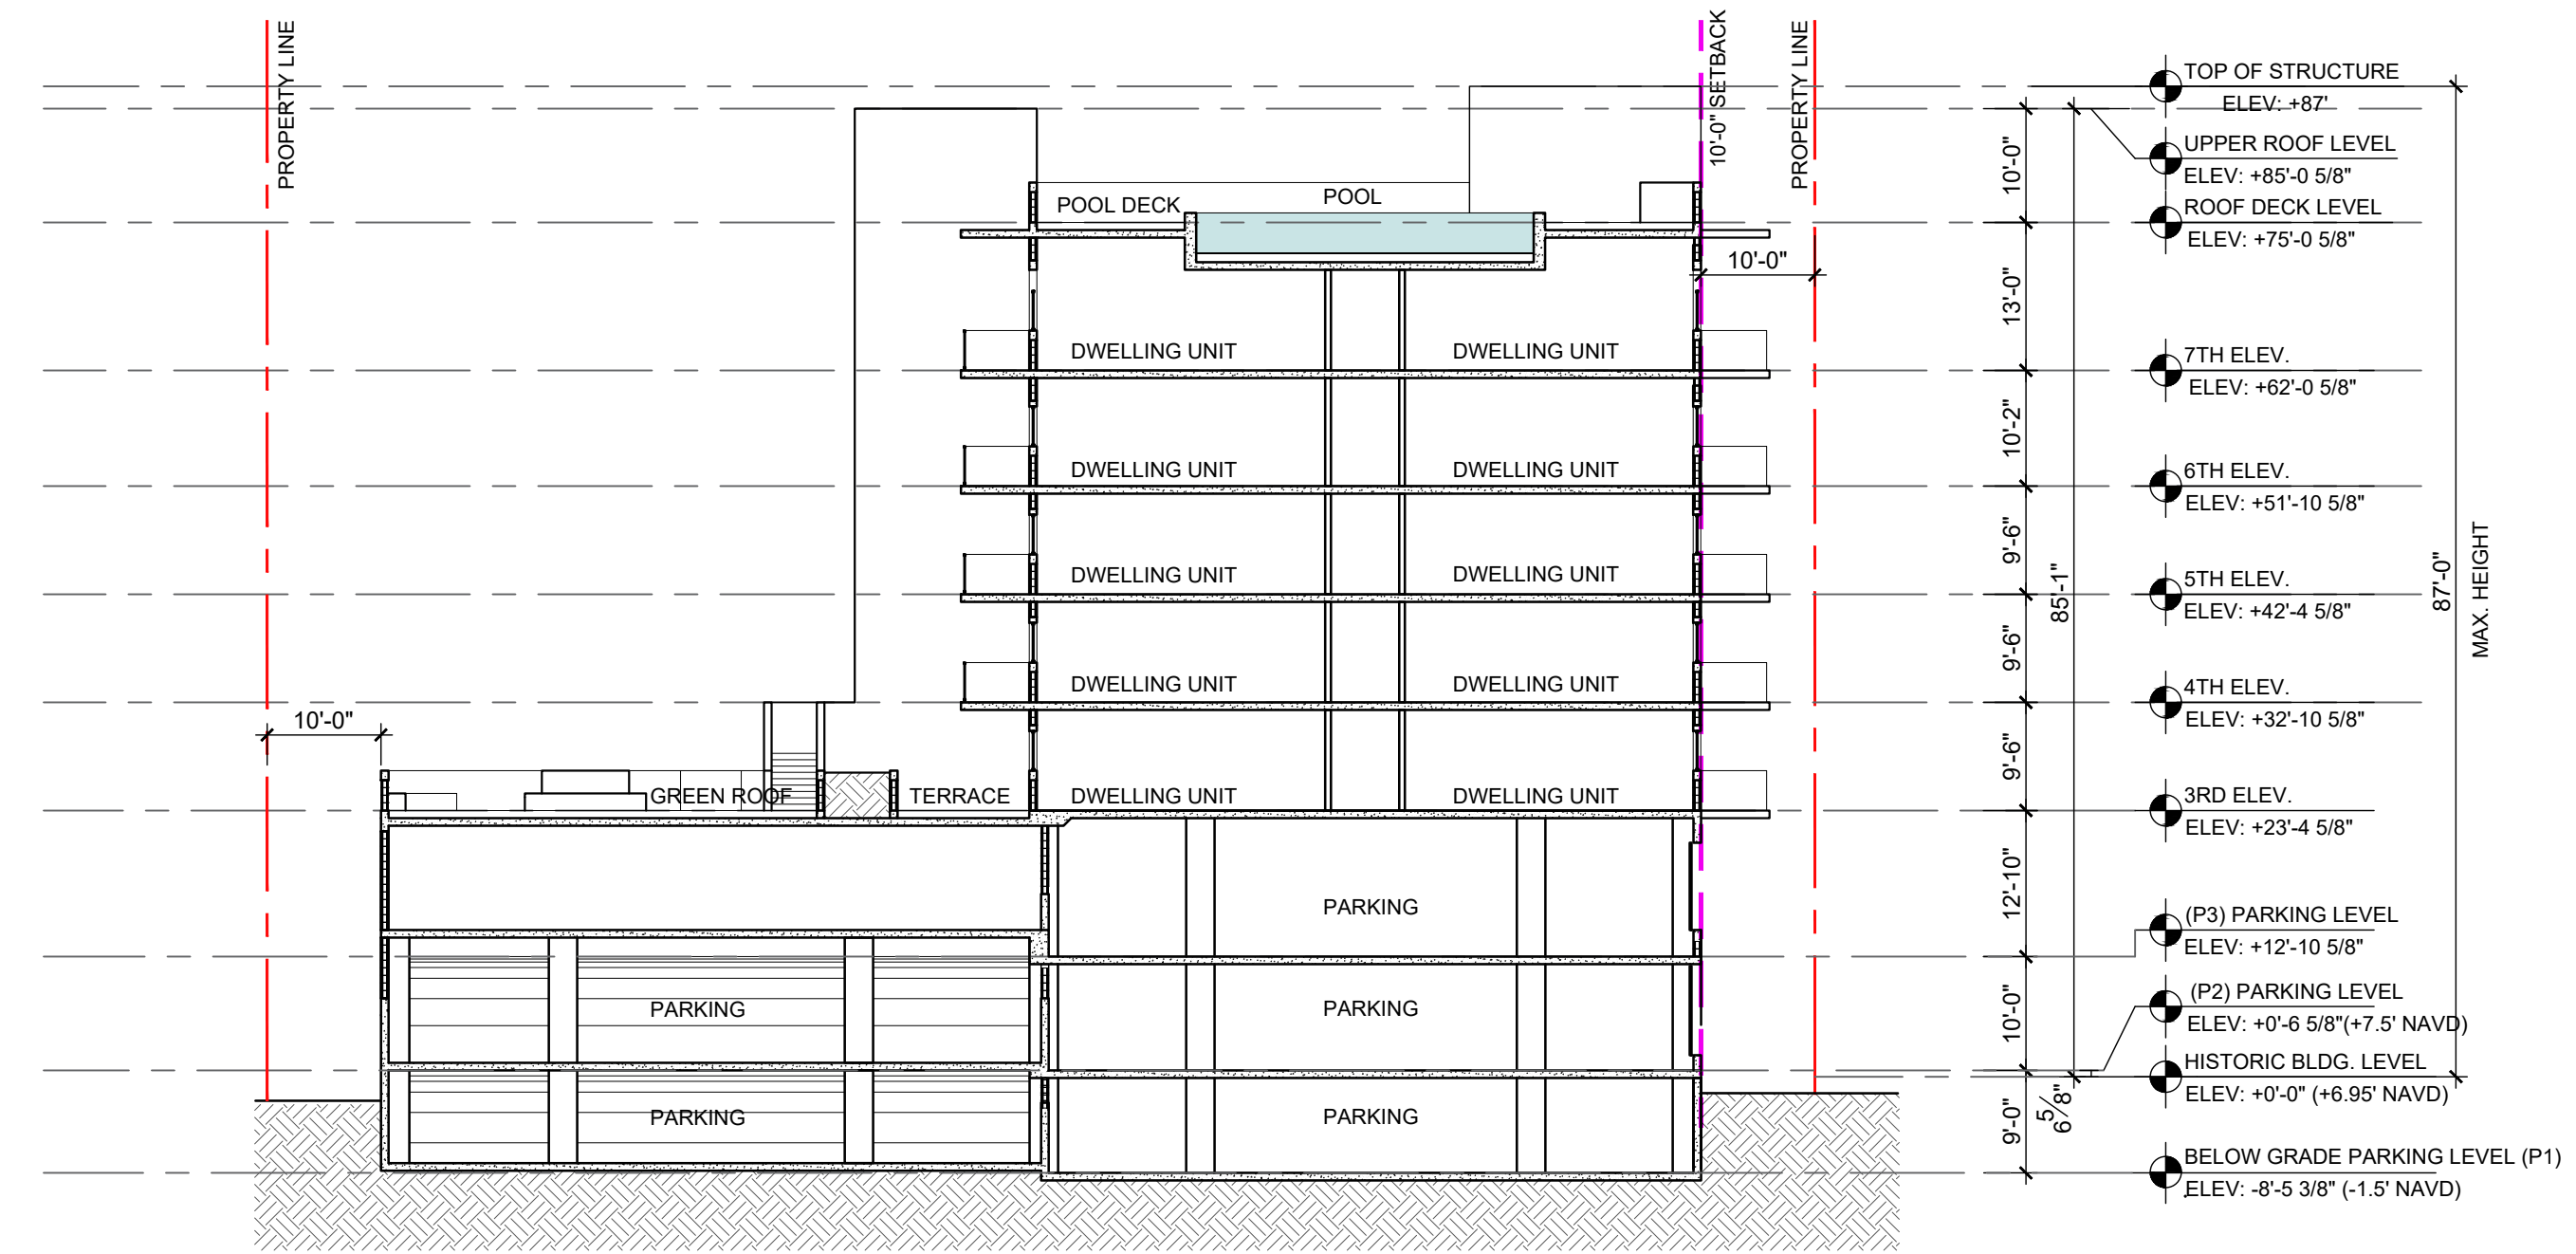 PROPERTY LINE
10'-0" SETBACK
PROPERTY LINE
TOP OF STRUCTURE
ELEV: +87'
UPPER ROOF LEVEL
ELEV: +85'-0 5/8"
10'-0"
POOL DECK
POOL
ROOF DECK LEVEL
ELEV: +75'-0 5/8"
10'-0"
13'-0"
DWELLING UNIT
DWELLING UNIT
7TH ELEV.
ELEV: +62'-0 5/8"
10'-2"
DWELLING UNIT
DWELLING UNIT
6TH ELEV.
ELEV: +51'-10 5/8"
9'-6"
DWELLING UNIT
DWELLING UNIT
85'-1"
5TH ELEV.
ELEV: +42'-4 5/8"
87'-0"
MAX. HEIGHT
9'-6"
DWELLING UNIT
DWELLING UNIT
4TH ELEV.
ELEV: +32'-10 5/8"
10'-0"
9'-6"
GREEN ROOF
TERRACE
DWELLING UNIT
DWELLING UNIT
3RD ELEV.
ELEV: +23'-4 5/8"
12'-10"
PARKING
(P3) PARKING LEVEL
ELEV: +12'-10 5/8"
PARKING
PARKING
10'-0"
(P2) PARKING LEVEL
ELEV: +0'-6 5/8"(+7.5' NAVD)
HISTORIC BLDG. LEVEL
ELEV: +0'-0" (+6.95' NAVD)
PARKING
PARKING
9'-0"
6 5/8"
BELOW GRADE PARKING LEVEL (P1)
ELEV: -8'-5 3/8" (-1.5' NAVD)